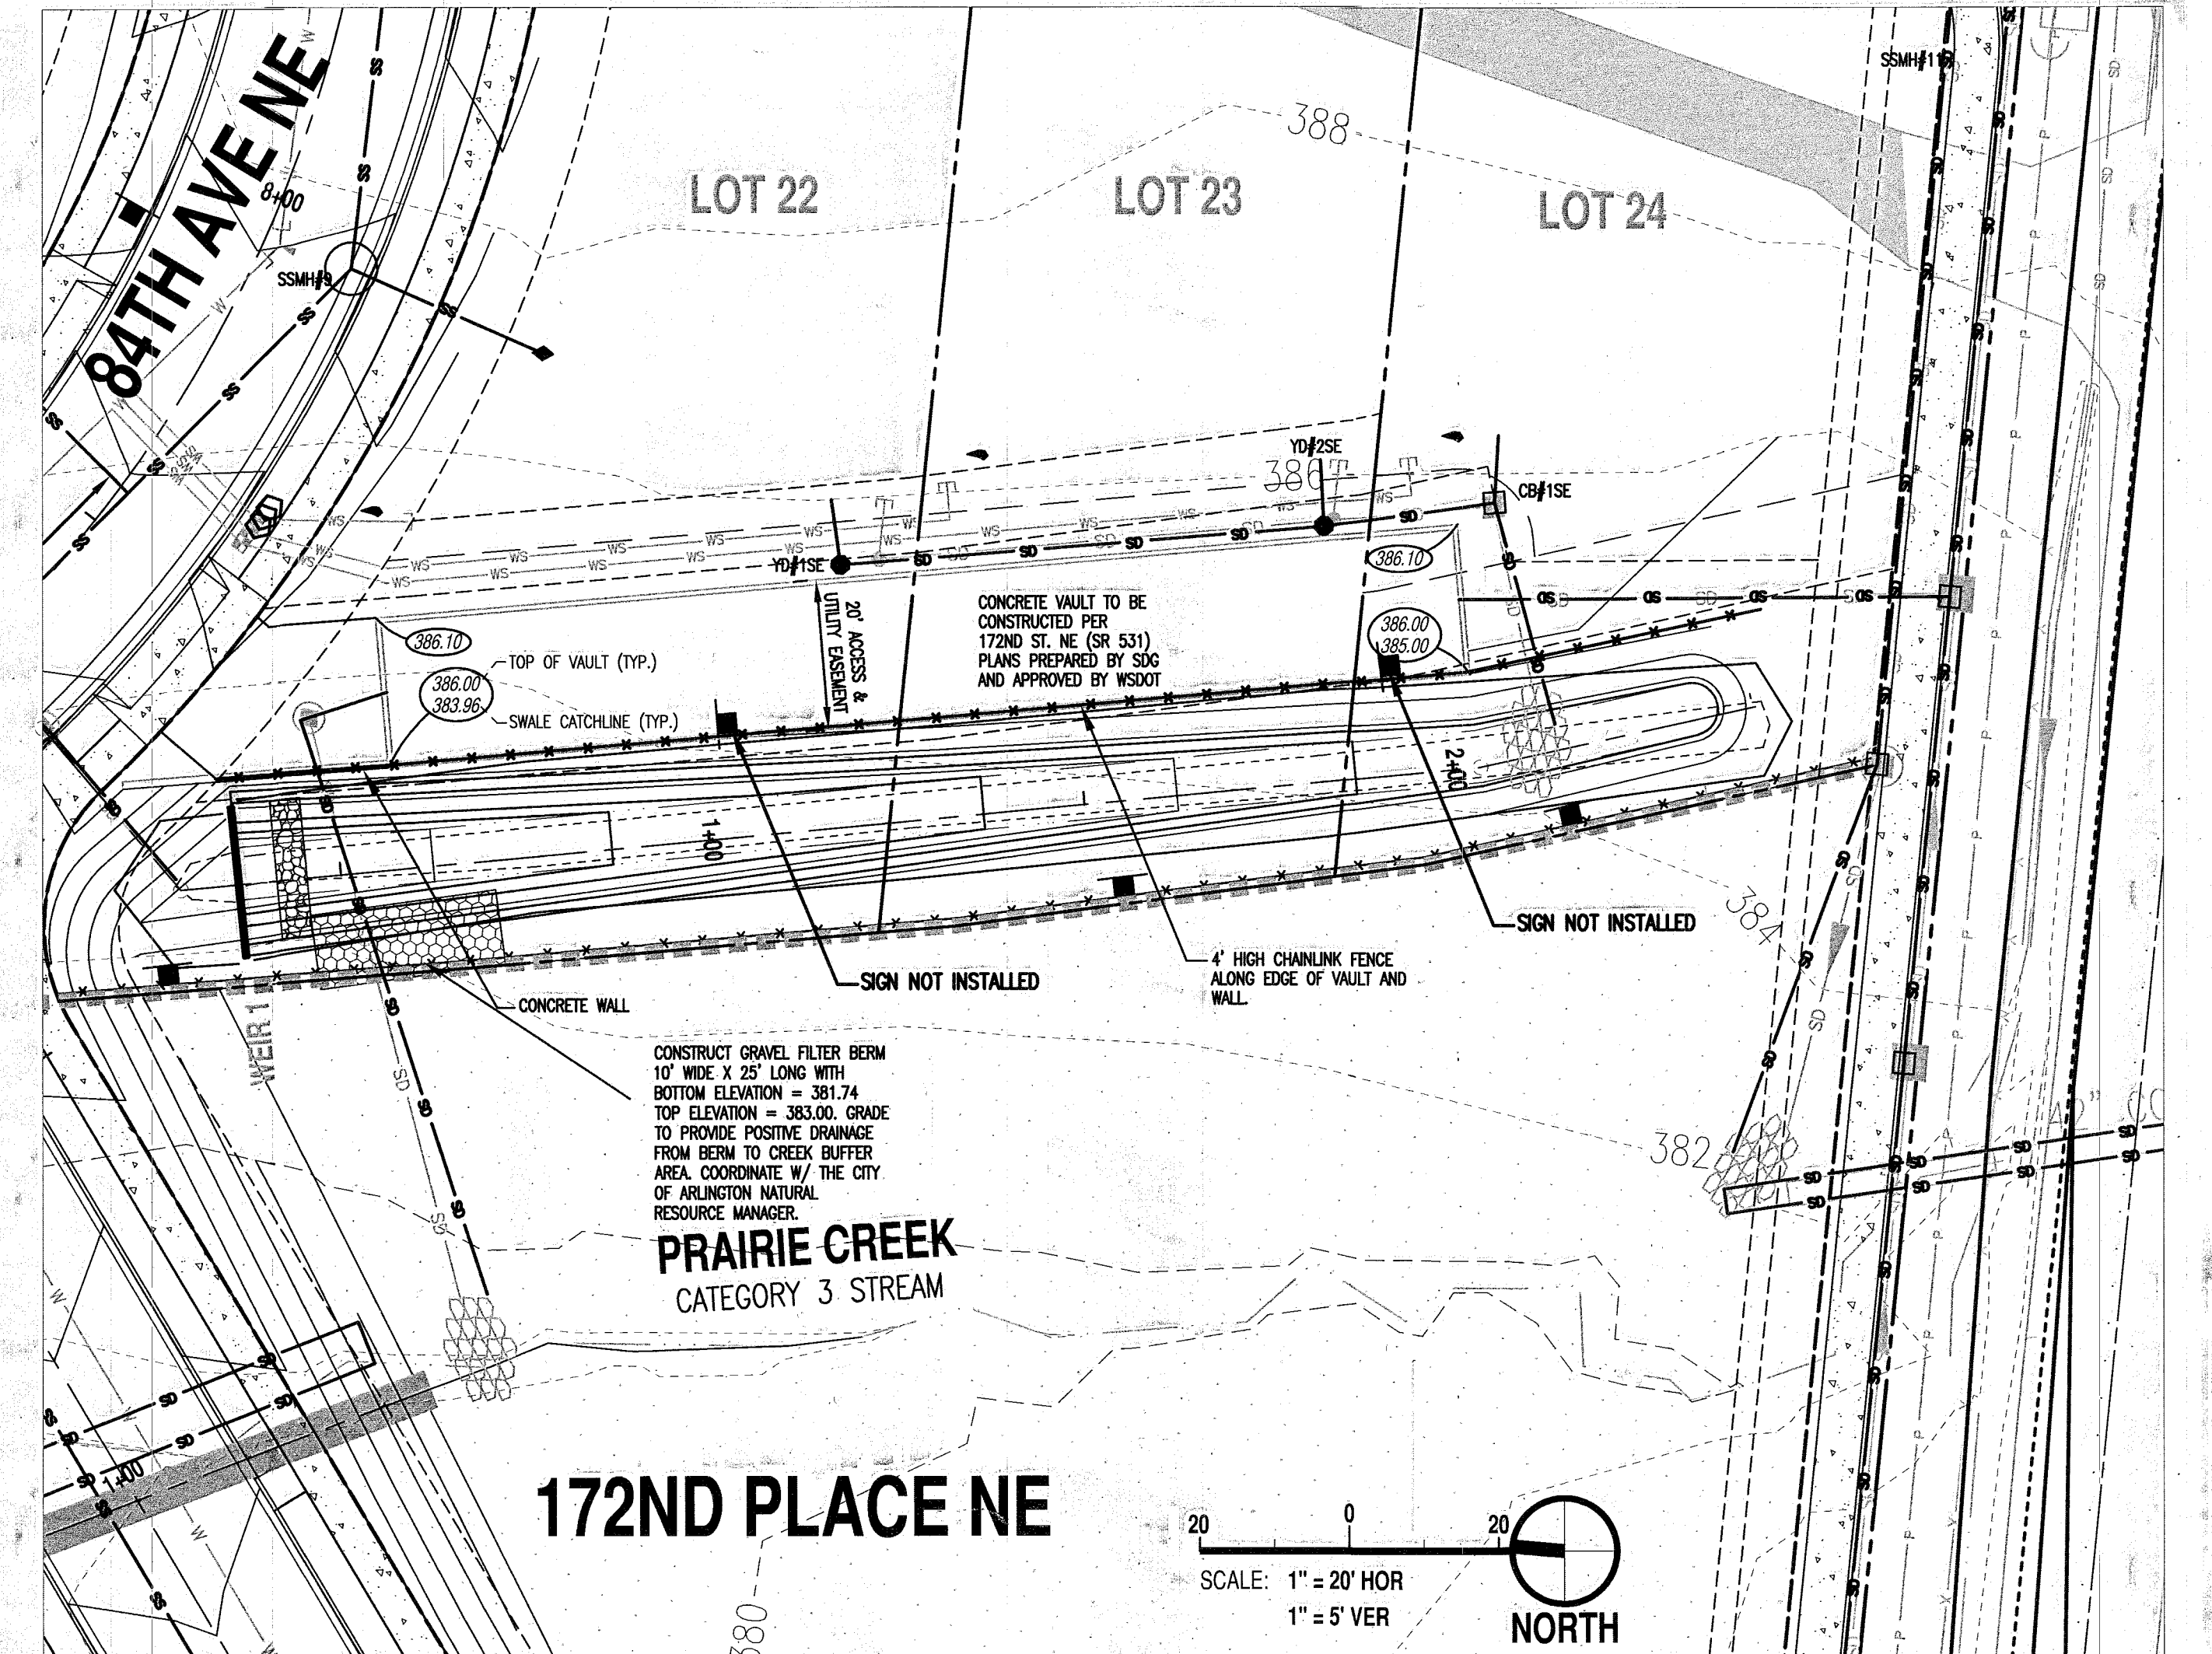 84TH AVE NE
8+00
SSMH#9
SSMH#11
388
LOT 22
LOT 23
LOT 24
YD#2SE
386
CB#1SE
YD#1SE
386.10
386.10
386.00
385.00
386.00
383.96
TOP OF VAULT (TYP.)
SWALE CATCHLINE (TYP.)
20' ACCESS &
UTILITY EASEMENT
CONCRETE VAULT TO BE
CONSTRUCTED PER
172ND ST. NE (SR 531)
PLANS PREPARED BY SDG
AND APPROVED BY WSDOT
1+00
2+00
SIGN NOT INSTALLED
SIGN NOT INSTALLED
4' HIGH CHAINLINK FENCE
ALONG EDGE OF VAULT AND
WALL.
CONCRETE WALL
WEIR 1
384
382
CONSTRUCT GRAVEL FILTER BERM
10' WIDE X 25' LONG WITH
BOTTOM ELEVATION = 381.74
TOP ELEVATION = 383.00. GRADE
TO PROVIDE POSITIVE DRAINAGE
FROM BERM TO CREEK BUFFER
AREA. COORDINATE W/ THE CITY
OF ARLINGTON NATURAL
RESOURCE MANAGER.
PRAIRIE CREEK
CATEGORY 3 STREAM
1+00
172ND PLACE NE
380
20 0 20
SCALE: 1" = 20' HOR
1" = 5' VER
NORTH